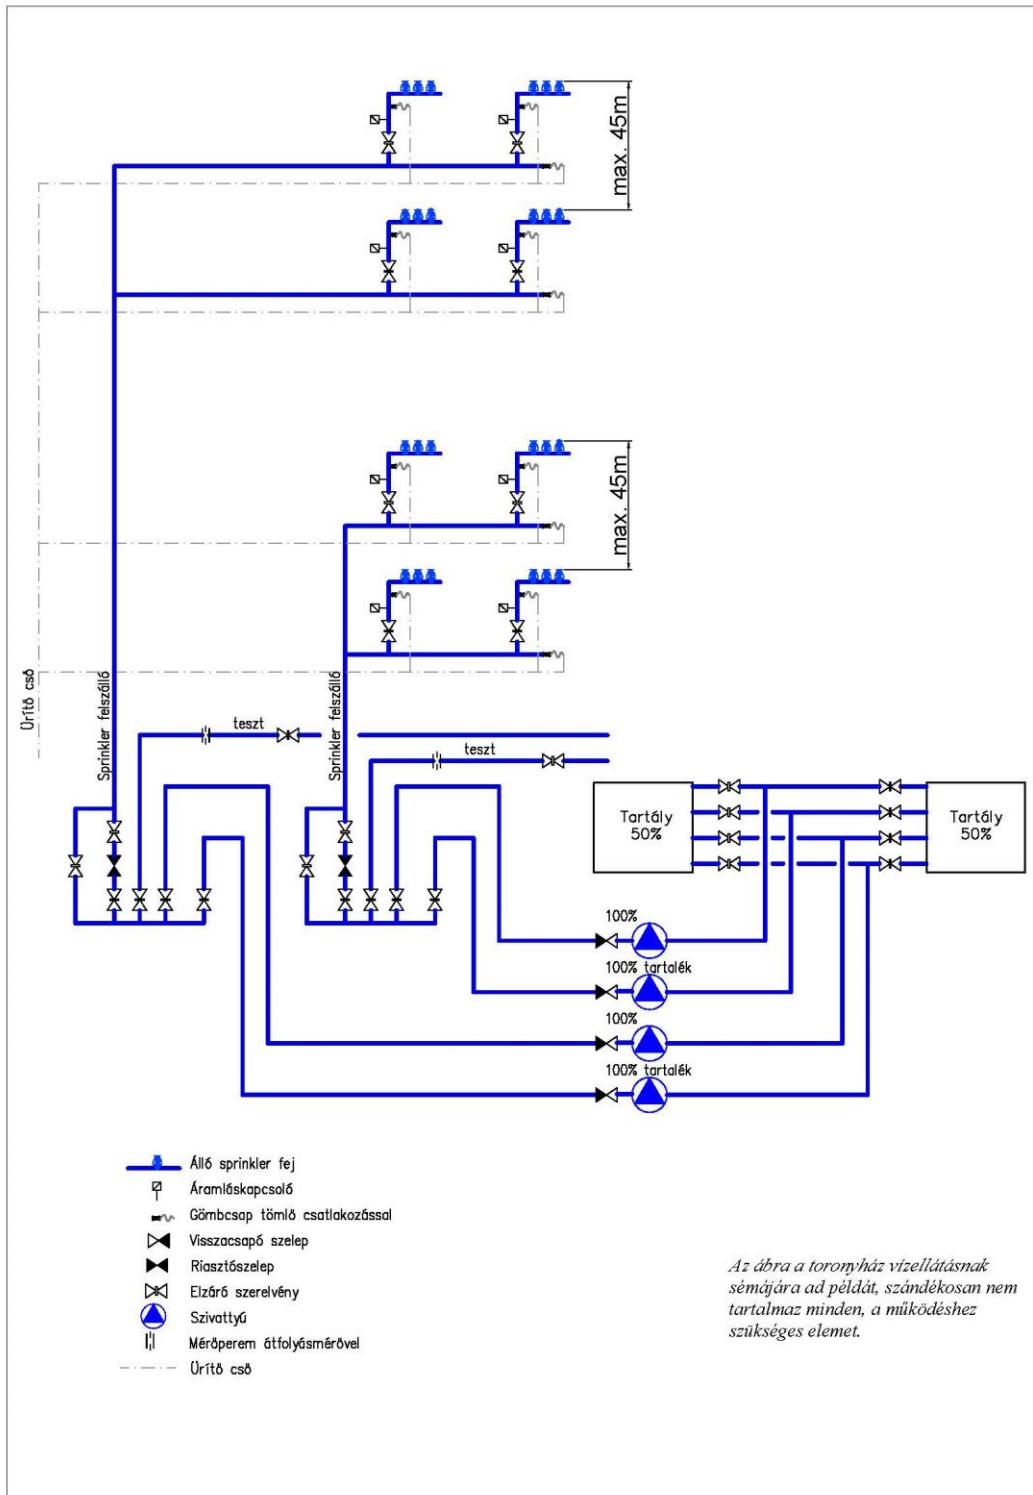 max. 45m
max. 45m
Ürítő cső
Sprinkler felszálló
Sprinkler felszálló
teszt
teszt
Tartály
50%
Tartály
50%
100%
100% tartalék
100%
100% tartalék
Álló sprinkler fej
Áramláskapcsoló
Gömbcsap tömlő csatlakozással
Visszacsapó szelep
Riasztószelep
Elzáró szerelvény
Szivattyú
Mérőperem átfolyásmérővel
Ürítő cső
Az ábra a toronyház vízellátásnak
sémájára ad példát, szándékosan nem
tartalmaz minden, a működéshez
szükséges elemet.